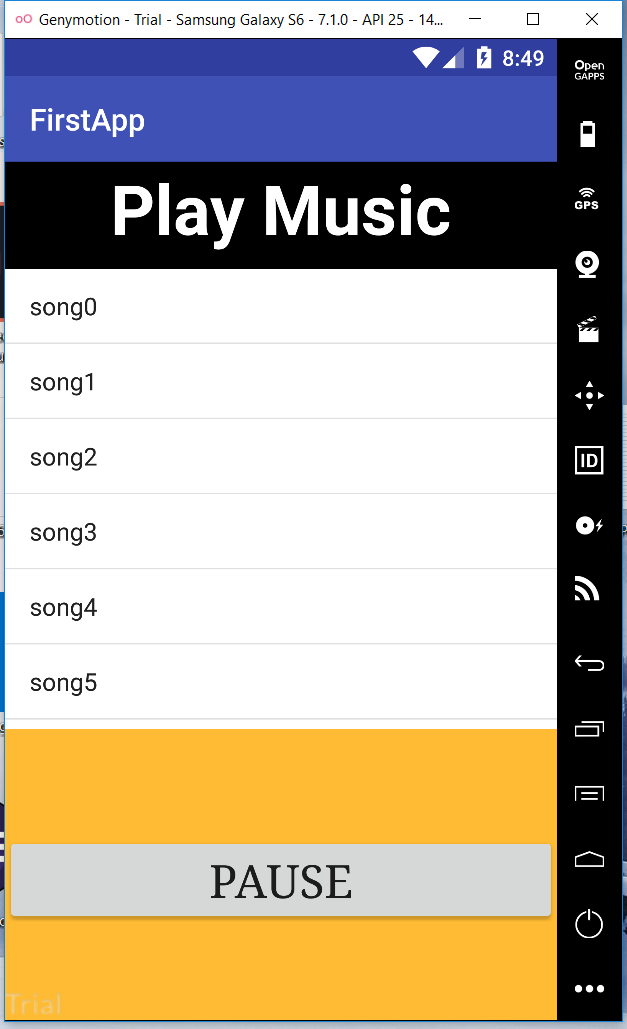 Genymotion - Trial - Samsung Galaxy S6 - 7.1.0 - API 25 - 14...
8:49
Open
GAPPS
FirstApp
GPS
Play Music
song0
song1
song2
ID
song3
song4
song5
PAUSE
Trial